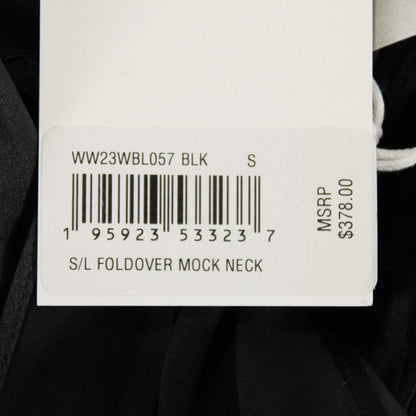 WW23WBL057 BLK S
1 95923 53323 7
S/L FOLDOVER MOCK NECK
MSRP
$378.00